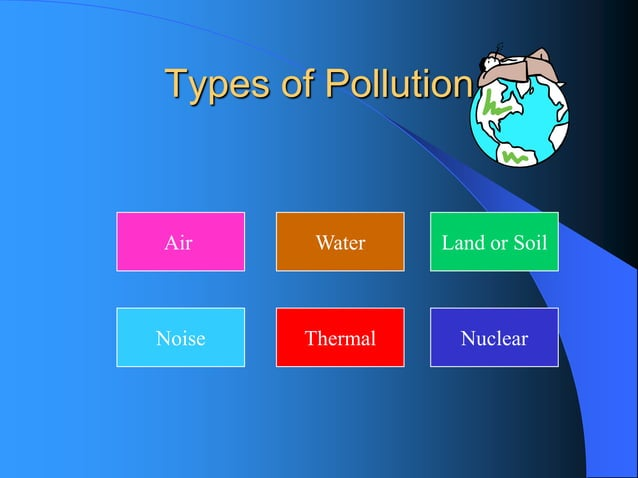 Types of Pollution
Air
Water
Land or Soil
Noise
Thermal
Nuclear